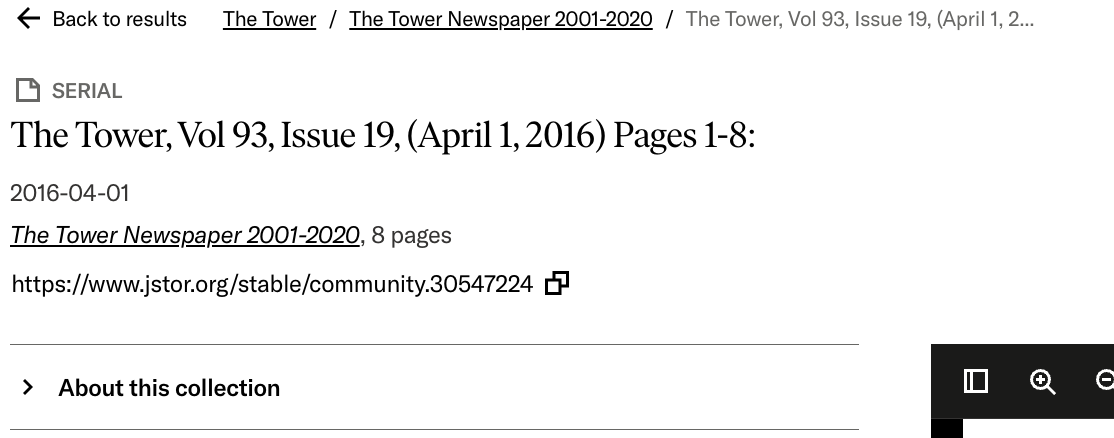 Back to results The Tower / The Tower Newspaper 2001-2020 / The Tower, Vol 93, Issue 19, (April 1, 2...
SERIAL
The Tower, Vol 93, Issue 19, (April 1, 2016) Pages 1-8:
2016-04-01
The Tower Newspaper 2001-2020, 8 pages
https://www.jstor.org/stable/community.30547224
About this collection